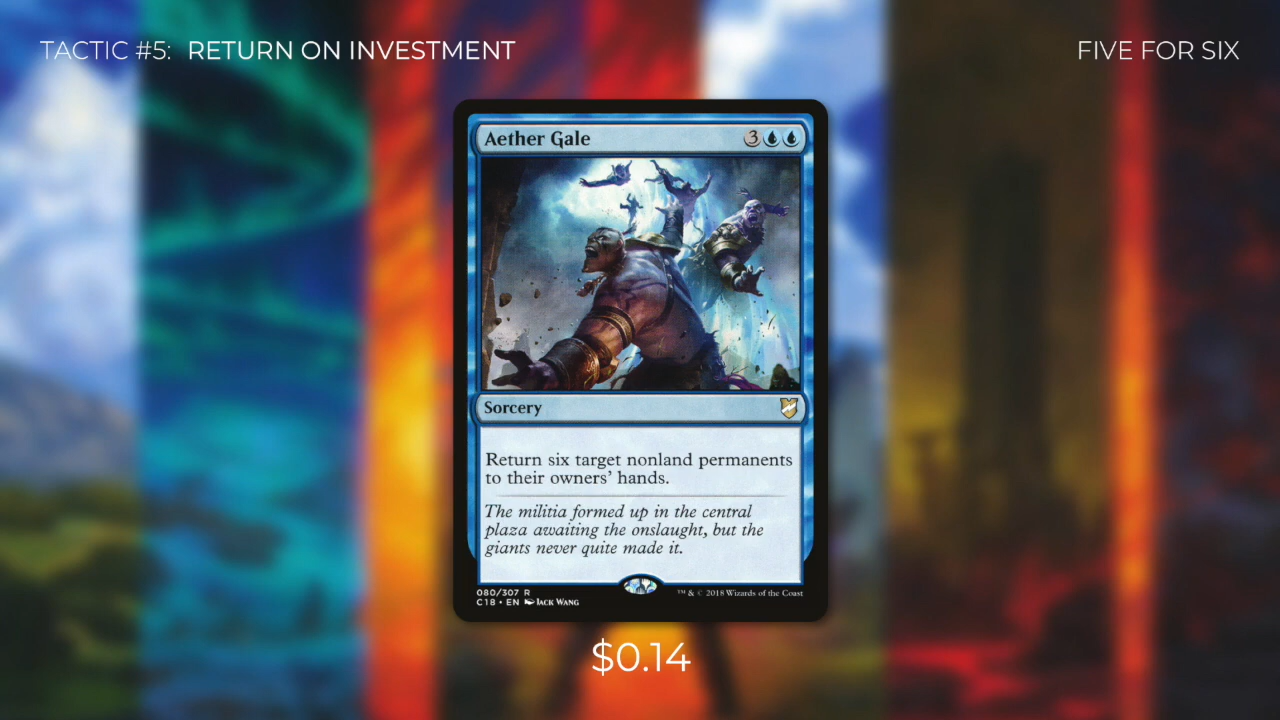 TACTIC #5: RETURN ON INVESTMENT
FIVE FOR SIX
Aether Gale 3
Sorcery
Return six target nonland permanents
to their owners' hands.
The militia formed up in the central
plaza awaiting the onslaught, but the
giants never quite made it.
080/307 R
C18 • EN Jack Wang
™ & © 2018 Wizards of the Coast
$0.14